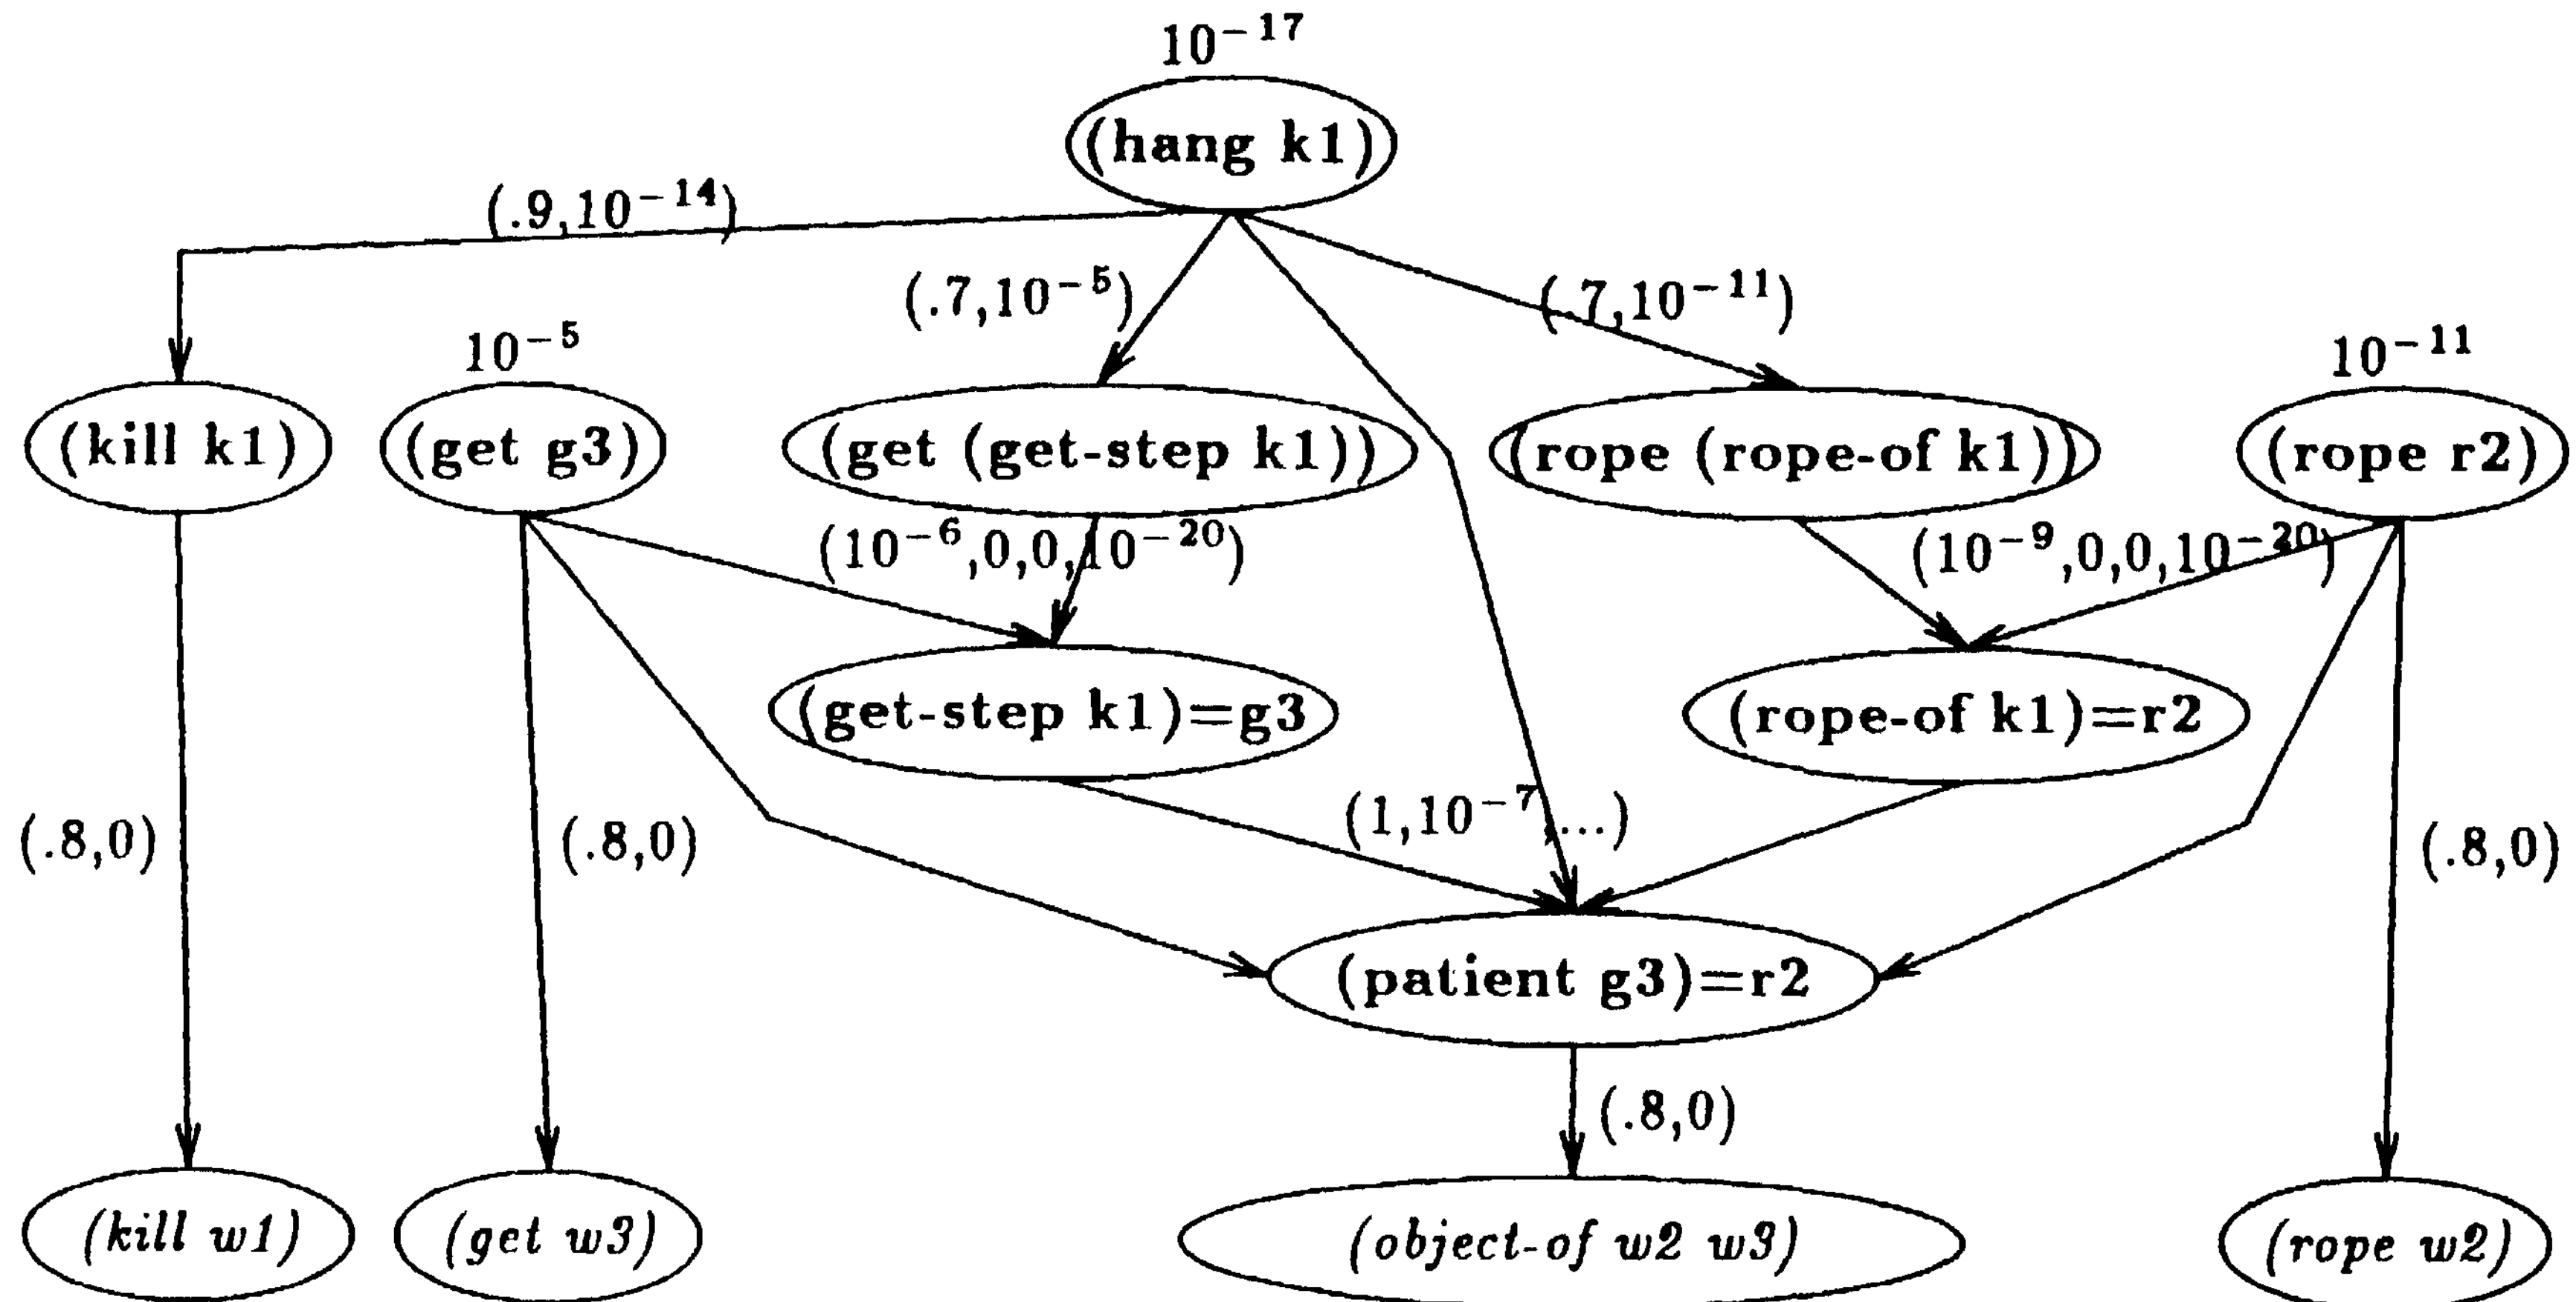 10⁻¹⁷
(hang k1)
(.9,10⁻¹⁴)
(.7,10⁻⁵)
(.7,10⁻¹¹)
10⁻⁵
10⁻¹¹
(kill k1)
(get g3)
(get (get-step k1))
(rope (rope-of k1))
(rope r2)
(10⁻⁶,0,0,10⁻²⁰)
(10⁻⁹,0,0,10⁻²⁰)
(get-step k1)=g3
(rope-of k1)=r2
(.8,0)
(.8,0)
(1,10⁻⁷,...)
(.8,0)
(patient g3)=r2
(.8,0)
(kill w1)
(get w3)
(object-of w2 w3)
(rope w2)